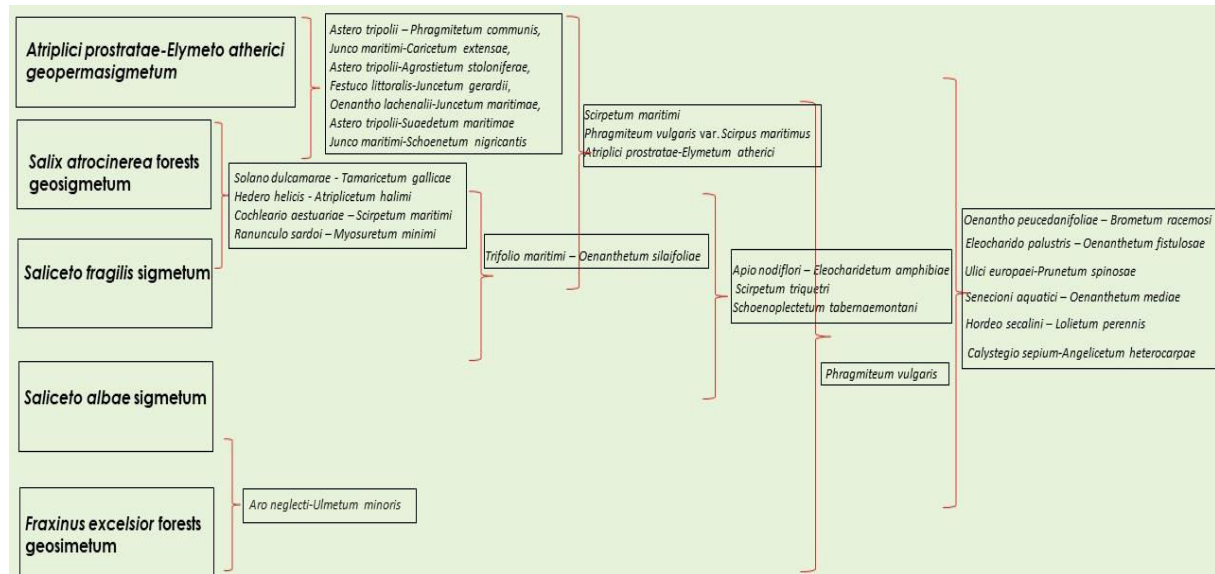 Atriplici prostratae-Elymeto atherici
geopermasigmetum
Salix atrocinerea forests
geosigmetum
Saliceto fragilis sigmetum
Saliceto albae sigmetum
Fraxinus excelsior forests
geosimetum
Astero tripolii – Phragmitetum communis,
Junco maritimi-Caricetum extensae,
Astero tripolii-Agrostietum stoloniferae,
Festuco littoralis-Juncetum gerardii,
Oenantho lachenalii-Juncetum maritimae,
Astero tripolii-Suaedetum maritimae
Junco maritimi-Schoenetum nigricantis
Solano dulcamarae - Tamaricetum gallicae
Hedero helicis - Atriplicetum halimi
Cochleario aestuariae – Scirpetum maritimi
Ranunculo sardoi – Myosuretum minimi
Aro neglecti-Ulmetum minoris
Trifolio maritimi – Oenanthetum silaifoliae
Scirpetum maritimi
Phragmiteum vulgaris var. Scirpus maritimus
Atriplici prostratae-Elymetum atherici
Apio nodiflori – Eleocharidetum amphibiae
Scirpetum triquetri
Schoenoplectetum tabernaemontani
Phragmiteum vulgaris
Oenantho peucedanifoliae – Brometum racemosi
Eleocharido palustris – Oenanthetum fistulosae
Ulici europaei-Prunetum spinosae
Senecioni aquatici – Oenanthetum mediae
Hordeo secalini – Lolietum perennis
Calystegio sepium-Angelicetum heterocarpae